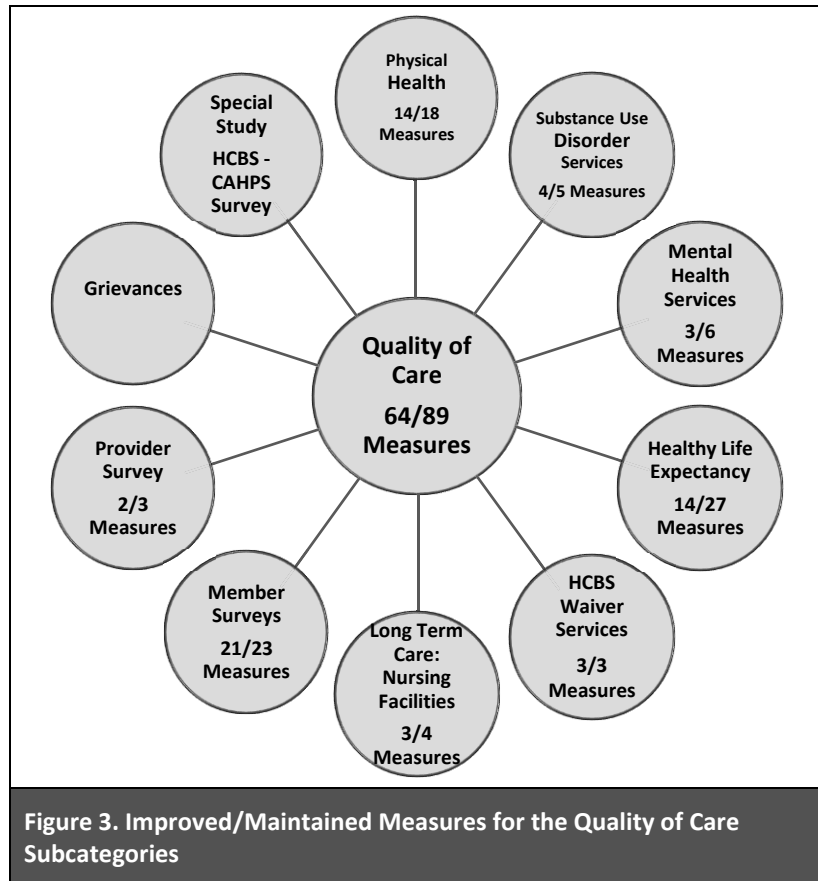 Physical
Health
14/18
Measures
Substance Use
Disorder
Services
4/5 Measures
Mental
Health
Services
3/6
Measures
Healthy Life
Expectancy
14/27
Measures
HCBS
Waiver
Services
3/3
Measures
Long Term
Care:
Nursing
Facilities
3/4
Measures
Member
Surveys
21/23
Measures
Provider
Survey
2/3
Measures
Grievances
Special
Study
HCBS -
CAHPS
Survey
Quality of
Care
64/89
Measures
Figure 3. Improved/Maintained Measures for the Quality of Care
Subcategories